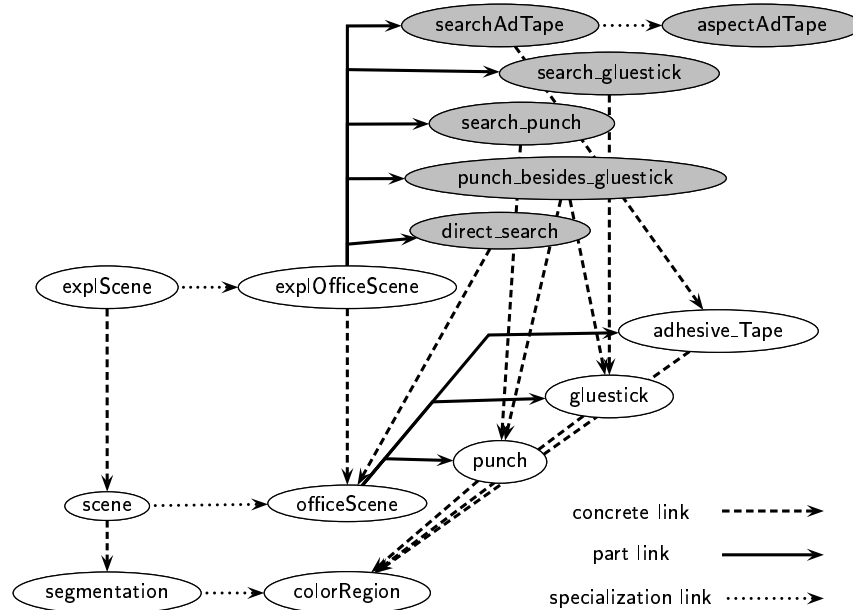 searchAdTape
aspectAdTape
search_gluestick
search_punch
punch_besides_gluestick
direct_search
explScene
explOfficeScene
adhesive_Tape
gluestick
punch
scene
officeScene
concrete link
part link
segmentation
colorRegion
specialization link